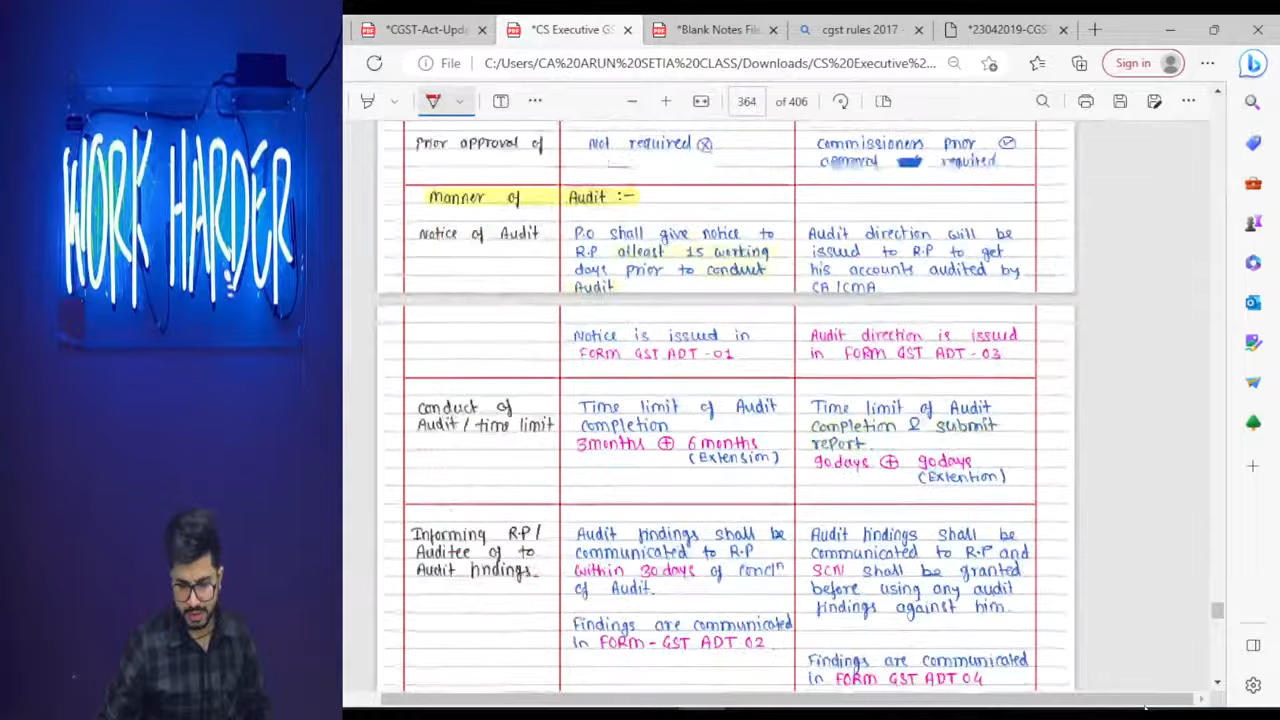 WORK HARDER
*CGST-Act-Upda
*CS Executive GS
*Blank Notes File
cgst rules 2017
*23042019-CGS
File
C:/Users/CA%20ARUN%20SETIA%20CLASS/Downloads/CS%20Executive%...
Sign in
364 of 406
Prior approval of
Not required
commissioners prior
approval required
Manner of Audit :-
Notice of Audit
P.O shall give notice to
R.P atleast 15 working
days prior to conduct
Audit
Audit direction will be
issued to R.P to get
his accounts audited by
CA/CMA
Notice is issued in
FORM GST ADT - 01
Audit direction is issued
in FORM GST ADT - 03
Conduct of
Audit / time limit
Time limit of Audit
completion
3months + 6 months
(Extension)
Time limit of Audit
completion & submit
report.
90days + 90days
(Extention)
Informing R.P /
Auditee of to
Audit findings.
Audit findings shall be
communicated to R.P
within 30days of concln
of Audit.
Findings are communicated
in FORM - GST ADT 02
Audit findings shall be
communicated to R.P and
SCN shall be granted
before using any audit
findings against him.
Findings are communicated
in FORM GST ADT 04